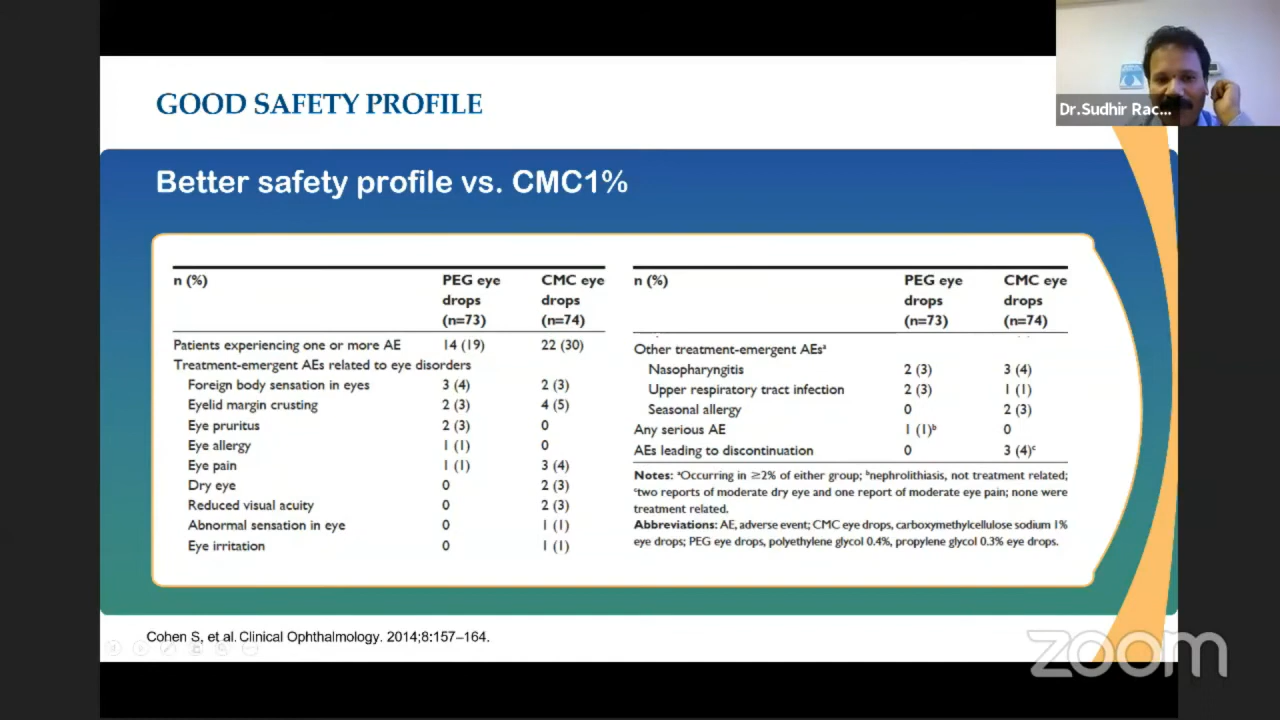 GOOD SAFETY PROFILE
Dr.Sudhir Rac...
Better safety profile vs. CMC1%
n (%) PEG eye drops (n=73) CMC eye drops (n=74)
Patients experiencing one or more AE 14 (19) 22 (30)
Treatment-emergent AEs related to eye disorders
Foreign body sensation in eyes 3 (4) 2 (3)
Eyelid margin crusting 2 (3) 4 (5)
Eye pruritus 2 (3) 0
Eye allergy 1 (1) 0
Eye pain 1 (1) 3 (4)
Dry eye 0 2 (3)
Reduced visual acuity 0 2 (3)
Abnormal sensation in eye 0 1 (1)
Eye irritation 0 1 (1)
n (%) PEG eye drops (n=73) CMC eye drops (n=74)
Other treatment-emergent AEsª
Nasopharyngitis 2 (3) 3 (4)
Upper respiratory tract infection 2 (3) 1 (1)
Seasonal allergy 0 2 (3)
Any serious AE 1 (1)ᵇ 0
AEs leading to discontinuation 0 3 (4)ᶜ
Notes: ªOccurring in ≥2% of either group; ᵇnephrolithiasis, not treatment related;
ᶜtwo reports of moderate dry eye and one report of moderate eye pain; none were
treatment related.
Abbreviations: AE, adverse event; CMC eye drops, carboxymethylcellulose sodium 1%
eye drops; PEG eye drops, polyethylene glycol 0.4%, propylene glycol 0.3% eye drops.
Cohen S, et al. Clinical Ophthalmology. 2014;8:157–164.
zoom